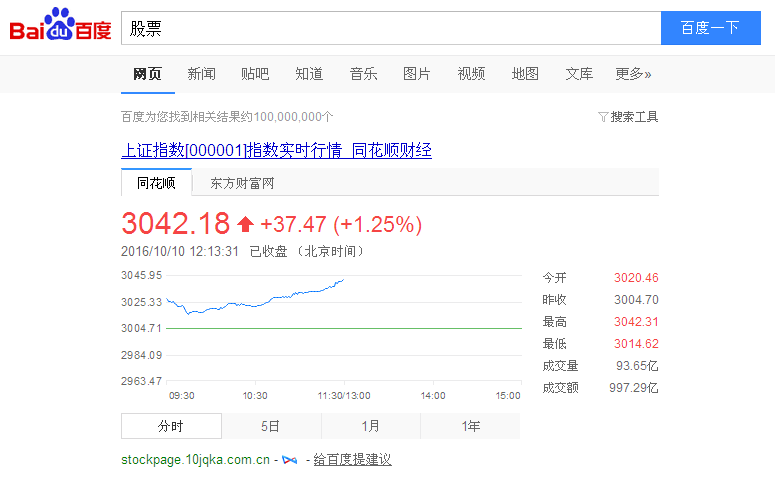 Bai du 百度 股票 百度一下
网页 新闻 贴吧 知道 音乐 图片 视频 地图 文库 更多»
百度为您找到相关结果约100,000,000个 搜索工具
上证指数[000001]指数实时行情_同花顺财经
同花顺 东方财富网
3042.18 +37.47 (+1.25%)
2016/10/10 12:13:31 已收盘 (北京时间)
3045.95
3025.33
3004.71
2984.09
2963.47
09:30 10:30 11:30/13:00 14:00 15:00
今开 3020.46
昨收 3004.70
最高 3042.31
最低 3014.62
成交量 93.65亿
成交额 997.29亿
分时 5日 1月 1年
stockpage.10jqka.com.cn - - 给百度提建议